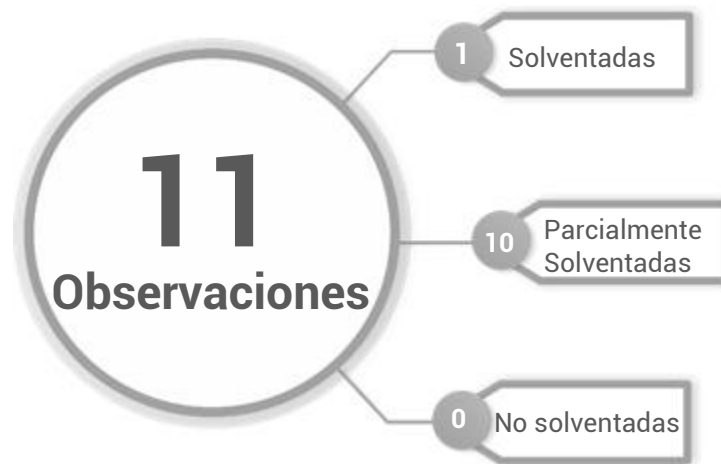 11
Observaciones
1
Solventadas
10
Parcialmente
Solventadas
0
No solventadas